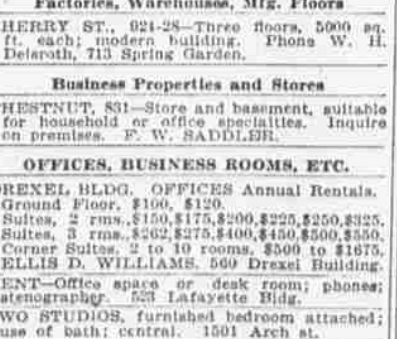 Factories, Warehouses, Mfg. Floors
HERRY ST., 924-28—Three floors, 5000 sq.
ft. each; modern building. Phone W. H.
Delsroth, 713 Spring Garden.
Business Properties and Stores
HESTNUT, 831—Store and basement, suitable
for household or office specialties. Inquire
on premises. F. W. SADDLER.
OFFICES, BUSINESS ROOMS, ETC.
REXEL BLDG. OFFICES Annual Rentals.
Ground Floor, $100, $120.
Suites, 2 rms., $150, $175, $200, $225, $250, $325.
Suites, 3 rms., $262, $275, $400, $450, $500, $550.
Corner Suites, 2 to 10 rooms, $500 to $1675.
ELLIS D. WILLIAMS, 560 Drexel Building.
ENT—Office space or desk room; phones;
stenographer. 523 Lafayette Bldg.
WO STUDIOS, furnished bedroom attached;
use of bath; central. 1501 Arch st.